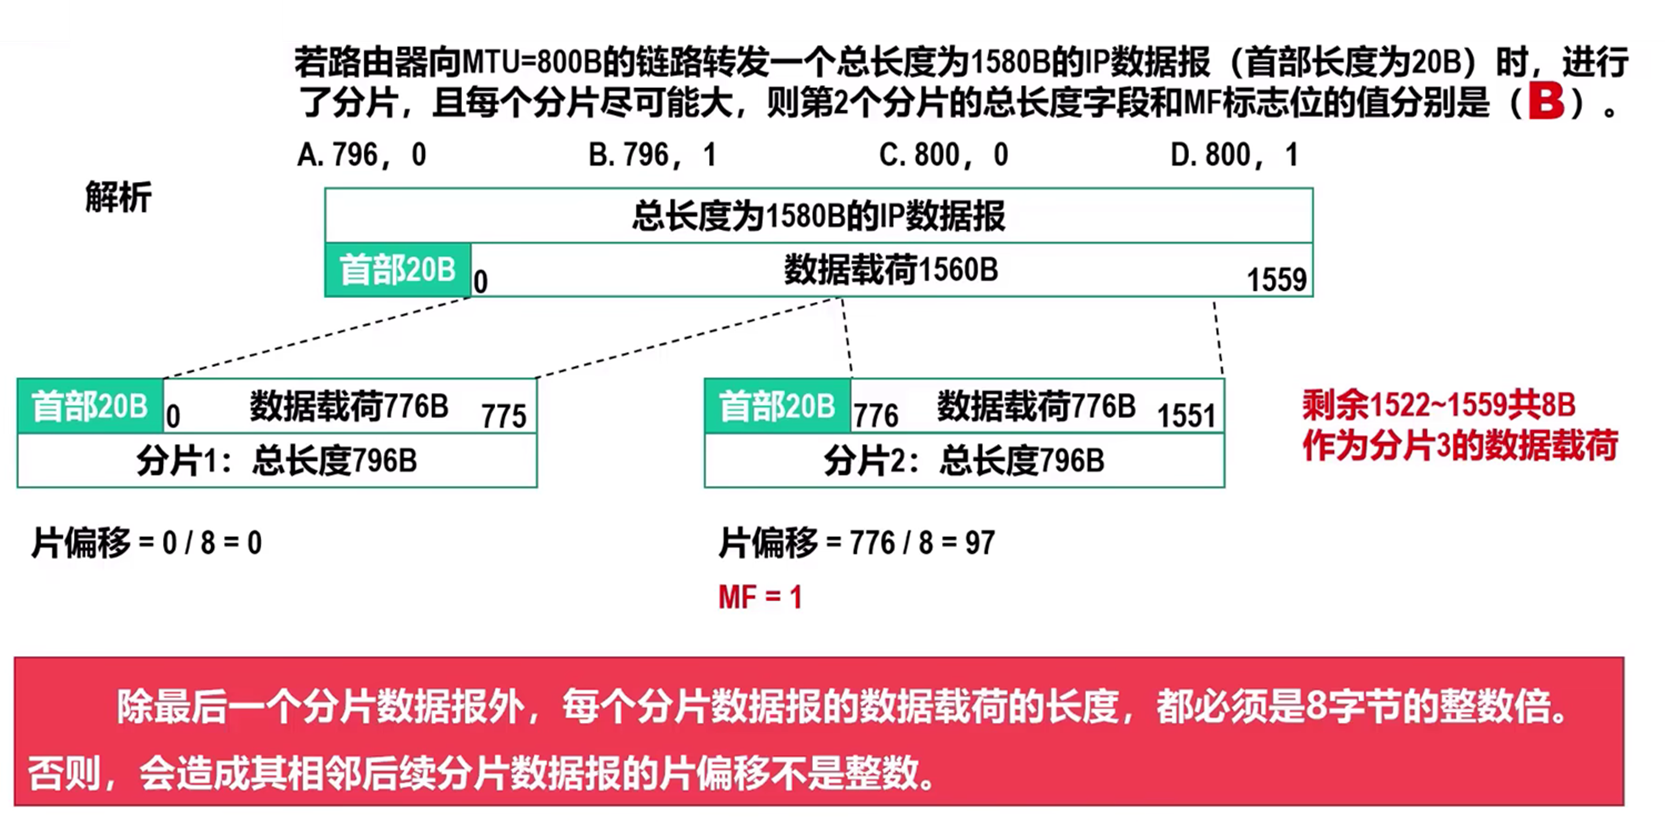 若路由器向MTU=800B的链路转发一个总长度为1580B的IP数据报（首部长度为20B）时，进行
了分片，且每个分片尽可能大，则第2个分片的总长度字段和MF标志位的值分别是（B）。
A. 796，0 B. 796，1 C. 800，0 D. 800，1
解析
总长度为1580B的IP数据报
首部20B 0 数据载荷1560B 1559
首部20B 0 数据载荷776B 775
分片1：总长度796B
片偏移 = 0 / 8 = 0
首部20B 776 数据载荷776B 1551
分片2：总长度796B
片偏移 = 776 / 8 = 97
MF = 1
剩余1522~1559共8B
作为分片3的数据载荷
除最后一个分片数据报外，每个分片数据报的数据载荷的长度，都必须是8字节的整数倍。
否则，会造成其相邻后续分片数据报的片偏移不是整数。